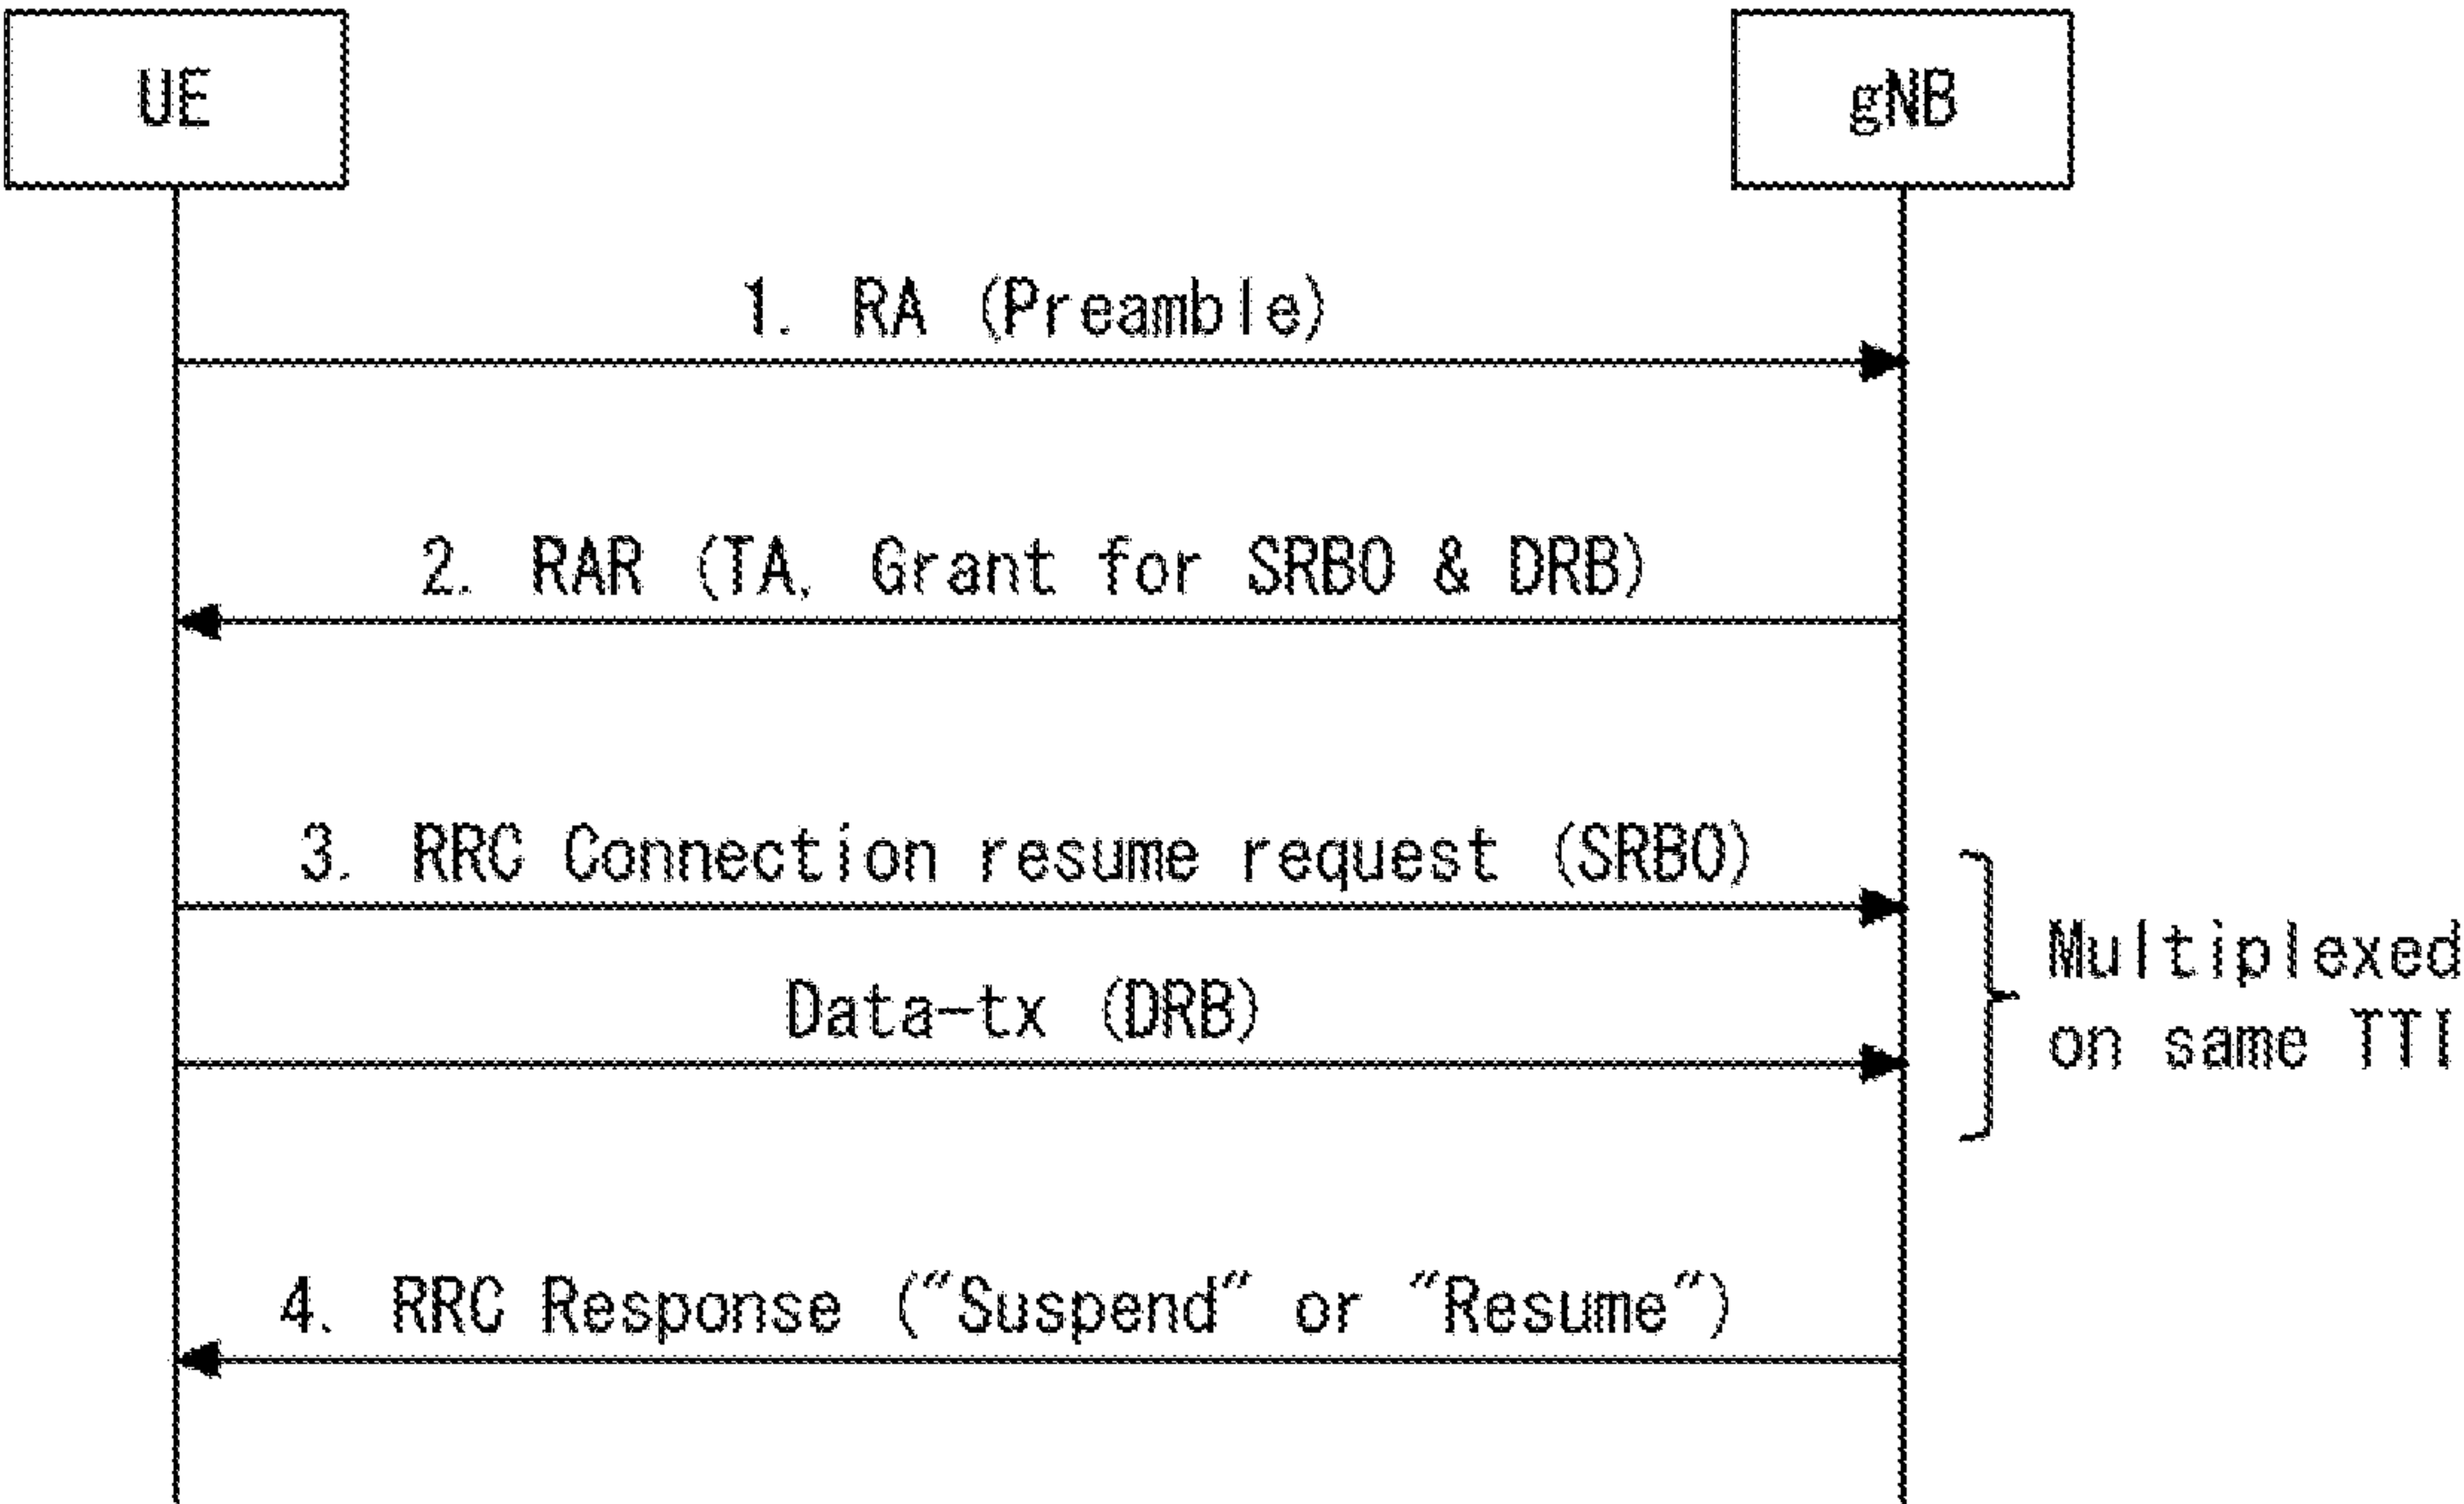 UE
gNB
1. RA (Preamble)
2. RAR (TA, Grant for SRB0 & DRB)
3. RRC Connection resume request (SRB0)
Data-tx (DRB)
Multiplexed
on same TTI
4. RRC Response ("Suspend" or "Resume")